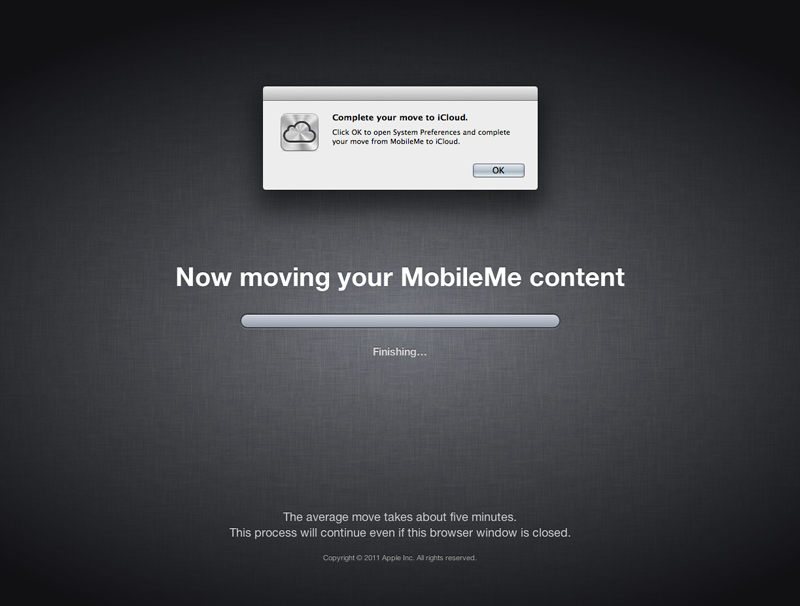 Complete your move to iCloud.
Click OK to open System Preferences and complete
your move from MobileMe to iCloud.
OK
Now moving your MobileMe content
Finishing...
The average move takes about five minutes.
This process will continue even if this browser window is closed.
Copyright © 2011 Apple Inc. All rights reserved.